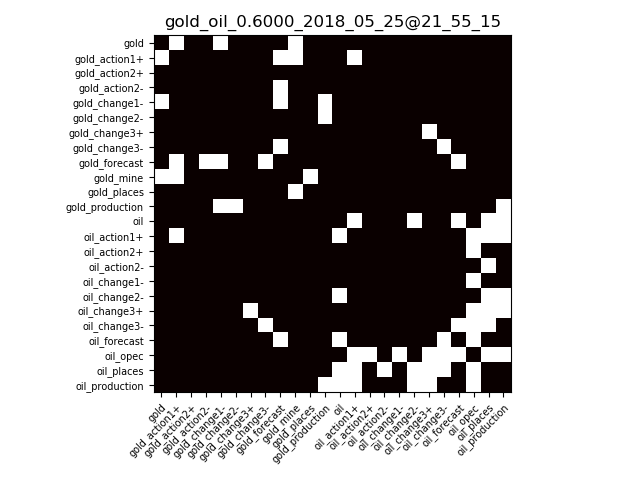 gold_oil_0.6000_2018_05_25@21_55_15
gold
gold_action1+
gold_action2+
gold_action2-
gold_change1-
gold_change2-
gold_change3+
gold_change3-
gold_forecast
gold_mine
gold_places
gold_production
oil
oil_action1+
oil_action2+
oil_action2-
oil_change1-
oil_change2-
oil_change3+
oil_change3-
oil_forecast
oil_opec
oil_places
oil_production
gold
gold_action1+
gold_action2+
gold_action2-
gold_change1-
gold_change2-
gold_change3+
gold_change3-
gold_forecast
gold_mine
gold_places
gold_production
oil
oil_action1+
oil_action2+
oil_action2-
oil_change1-
oil_change2-
oil_change3+
oil_change3-
oil_forecast
oil_opec
oil_places
oil_production